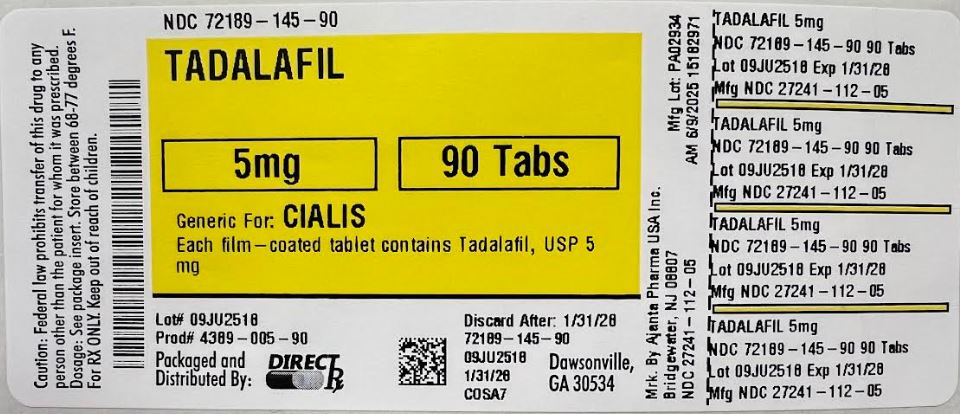 Caution: Federal law prohibits transfer of this drug to any
person other than the patient for whom it was prescribed.
Dosage: See package insert. Store between 68-77 degrees F.
For RX ONLY. Keep out of reach of children.
NDC 72189-145-90
TADALAFIL
5mg
90 Tabs
Generic For: CIALIS
Each film-coated tablet contains Tadalafil, USP 5
mg
Lot# 09JU2518
Prod# 4389-005-90
Packaged and
Distributed By:
DIRECT Rx
Discard After: 1/31/28
72189-145-90
09JU2518
1/31/28
COSA7
Dawsonville,
GA 30534
Mfg Lot: PA02934
AM 6/9/2025 15182971
Mrk. By Ajanta Pharma USA Inc.
Bridgewater, NJ 08807
NDC 27241-112-05
TADALAFIL 5mg
NDC 72189-145-90 90 Tabs
Lot 09JU2518 Exp 1/31/28
Mfg NDC 27241-112-05
TADALAFIL 5mg
NDC 72189-145-90 90 Tabs
Lot 09JU2518 Exp 1/31/28
Mfg NDC 27241-112-05
TADALAFIL 5mg
NDC 72189-145-90 90 Tabs
Lot 09JU2518 Exp 1/31/28
Mfg NDC 27241-112-05
TADALAFIL 5mg
NDC 72189-145-90 90 Tabs
Lot 09JU2518 Exp 1/31/28
Mfg NDC 27241-112-05